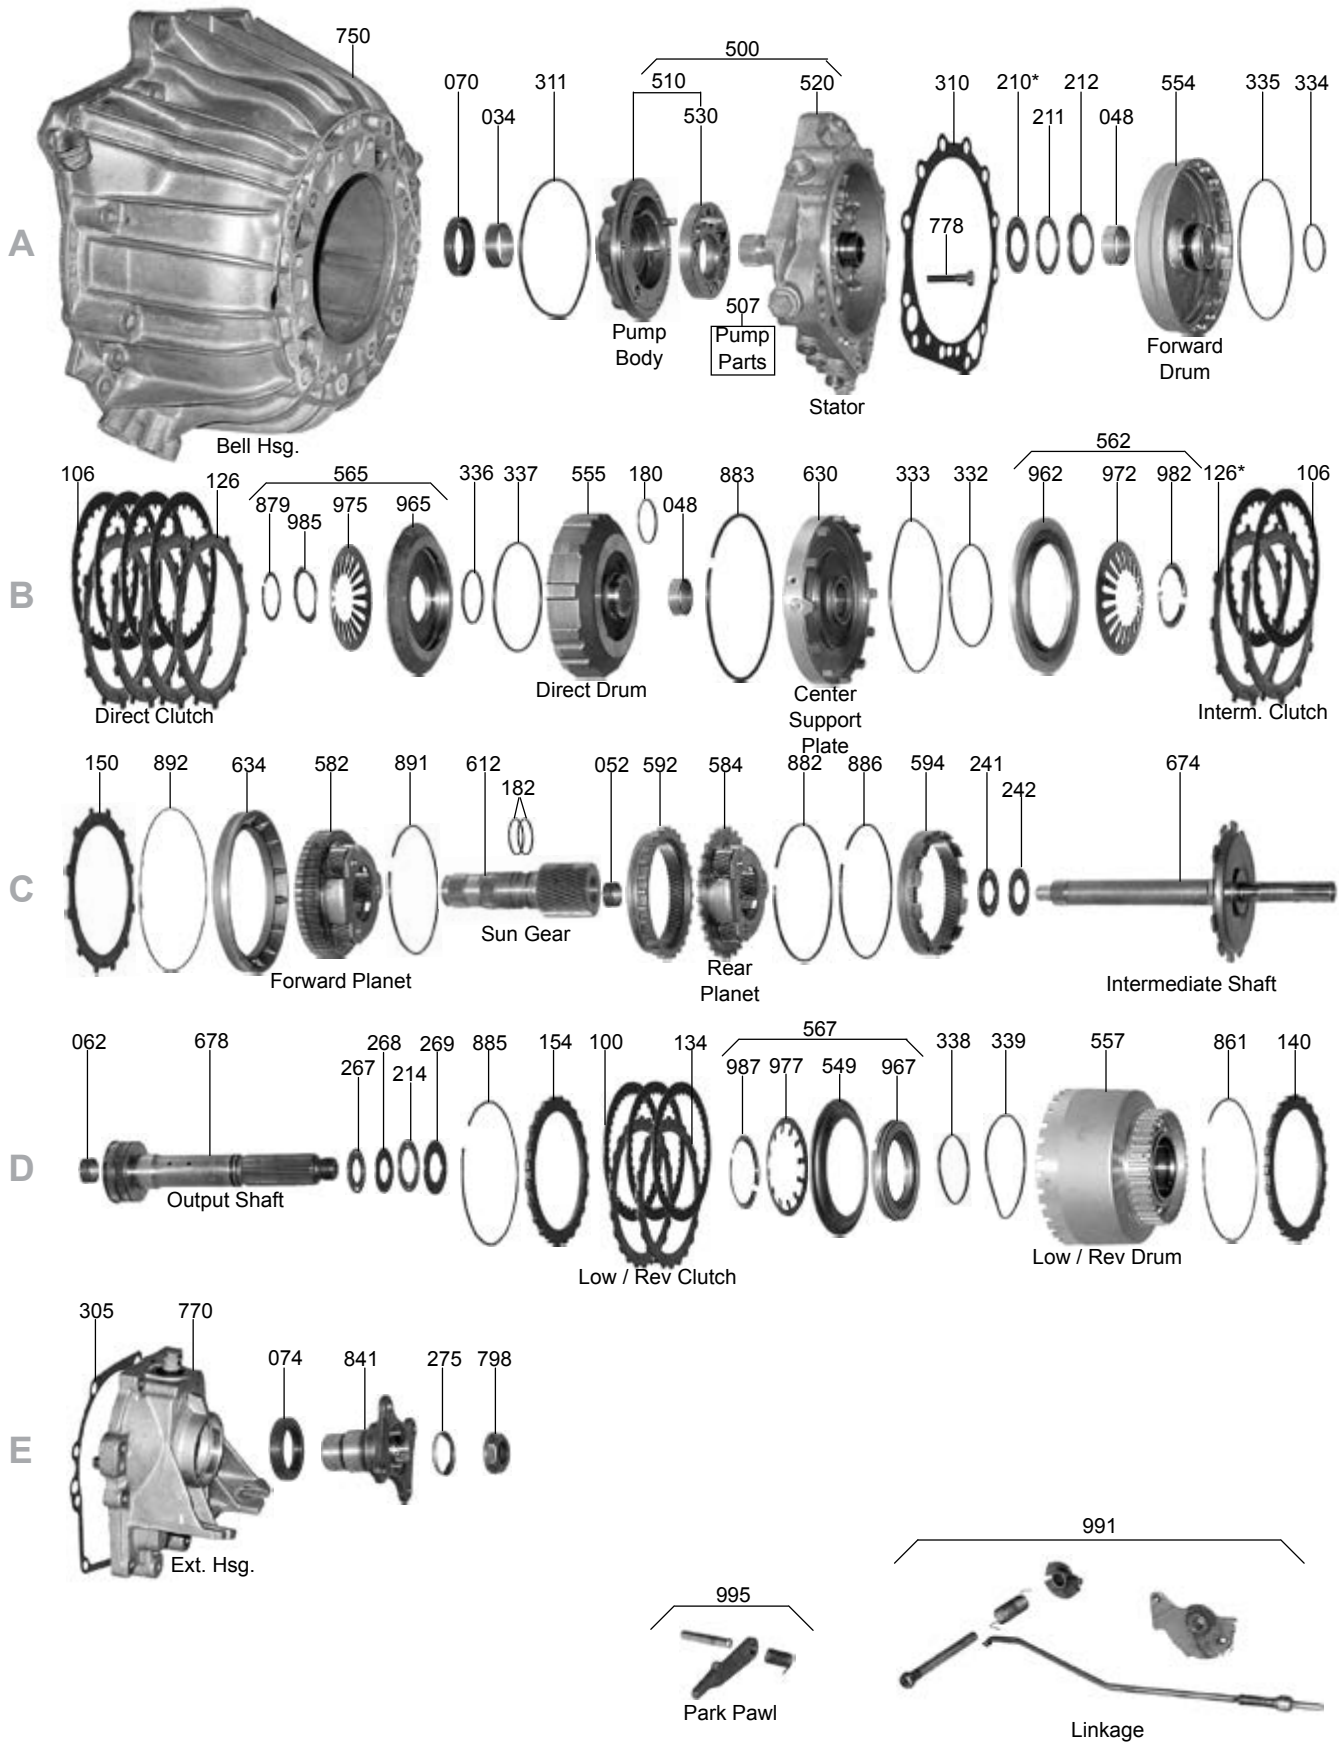 750
500
070
311
510
520
310
210*
212
554
335
334
034
530
211
048
778
A
507
Pump
Body
Pump
Parts
Forward
Drum
Stator
Bell Hsg.
562
106
126
565
336
337
555
180
883
630
333
332
962
972
982
126*
106
879
985
975
965
048
B
Direct Drum
Center
Support
Plate
Direct Clutch
Interm. Clutch
150
892
634
582
891
612
052
592
584
882
886
594
241
674
182
242
C
Sun Gear
Forward Planet
Rear
Planet
Intermediate Shaft
567
062
678
268
269
885
154
100
134
338
339
557
861
140
267
214
987
977
549
967
D
Output Shaft
Low / Rev Drum
Low / Rev Clutch
305
770
074
841
275
798
E
Ext. Hsg.
991
995
Park Pawl
Linkage